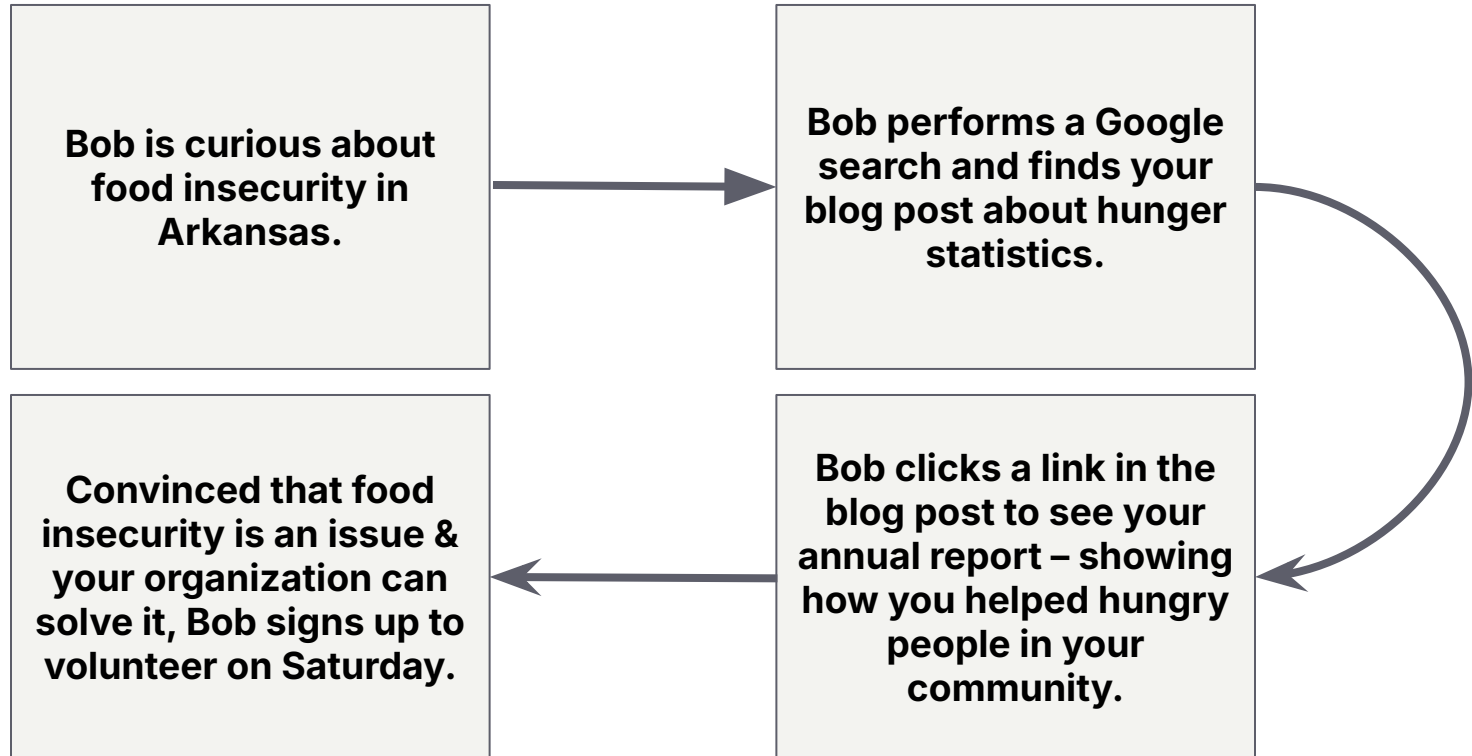 Bob is curious about
food insecurity in
Arkansas.
Bob performs a Google
search and finds your
blog post about hunger
statistics.
Bob clicks a link in the
blog post to see your
annual report – showing
how you helped hungry
people in your
community.
Convinced that food
insecurity is an issue &
your organization can
solve it, Bob signs up to
volunteer on Saturday.